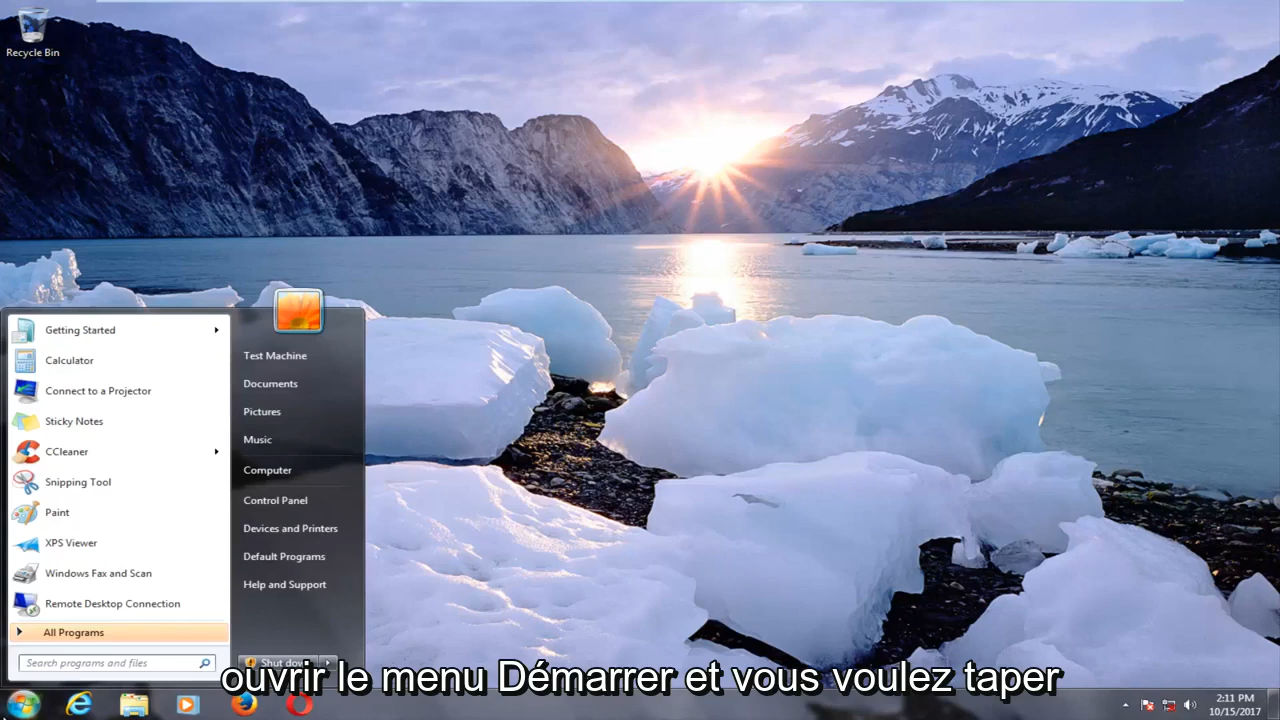 Recycle Bin
Getting Started
Calculator
Connect to a Projector
Sticky Notes
CCleaner
Snipping Tool
Paint
XPS Viewer
Windows Fax and Scan
Remote Desktop Connection
All Programs
Search programs and files
Test Machine
Documents
Pictures
Music
Computer
Control Panel
Devices and Printers
Default Programs
Help and Support
Shut down
ouvrir le menu Démarrer et vous voulez taper
2:11 PM
10/15/2017